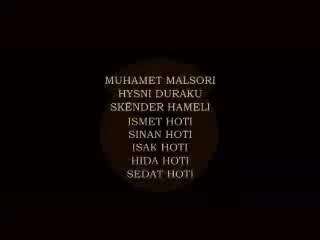 MUHAMET MALSORI
HYSNI DURAKU
SKENDER HAMELI
ISMET HOTI
SINAN HOTI
ISAK HOTI
HIDA HOTI
SEDAT HOTI